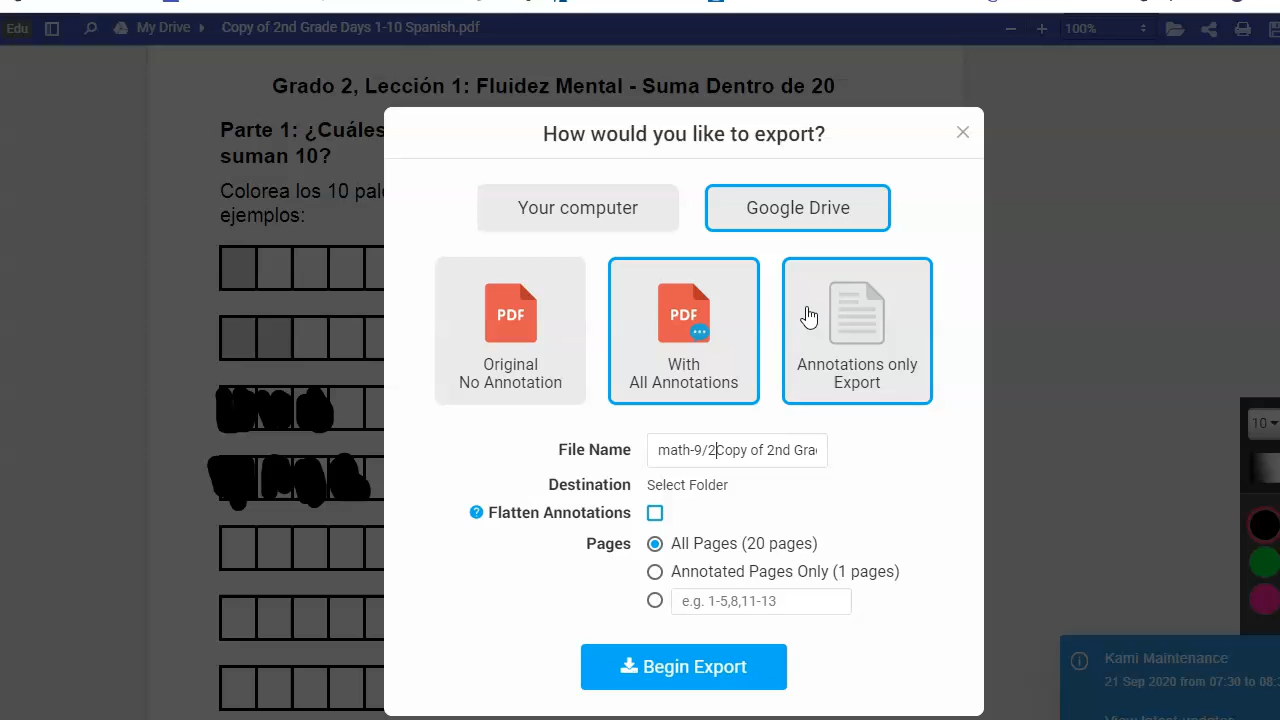 Edu My Drive Copy of 2nd Grade Days 1-10 Spanish.pdf 100%
Grado 2, Lección 1: Fluidez Mental - Suma Dentro de 20
Parte 1: ¿Cuáles
suman 10?
Colorea los 10
ejemplos:
How would you like to export?
Your computer Google Drive
PDF
Original
No Annotation
PDF
With
All Annotations
Annotations only
Export
File Name math-9/2Copy of 2nd Gra
Destination Select Folder
Flatten Annotations
Pages All Pages (20 pages)
Annotated Pages Only (1 pages)
e.g. 1-5,8,11-13
Begin Export
10
Kami Maintenance
21 Sep 2020 from 07:30 to 08:
View latest updates